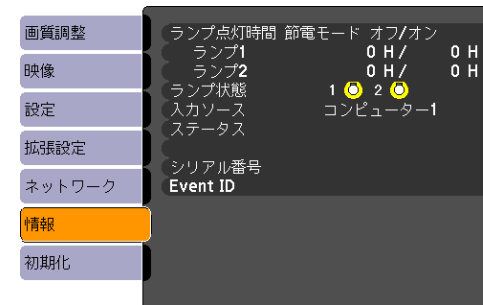 画質調整
映像
設定
拡張設定
ネットワーク
情報
初期化
ランプ点灯時間 節電モード オフ/オン
ランプ1 0 H / 0 H
ランプ2 0 H / 0 H
ランプ状態 1 2
入力ソース コンピューター1
ステータス
シリアル番号
Event ID